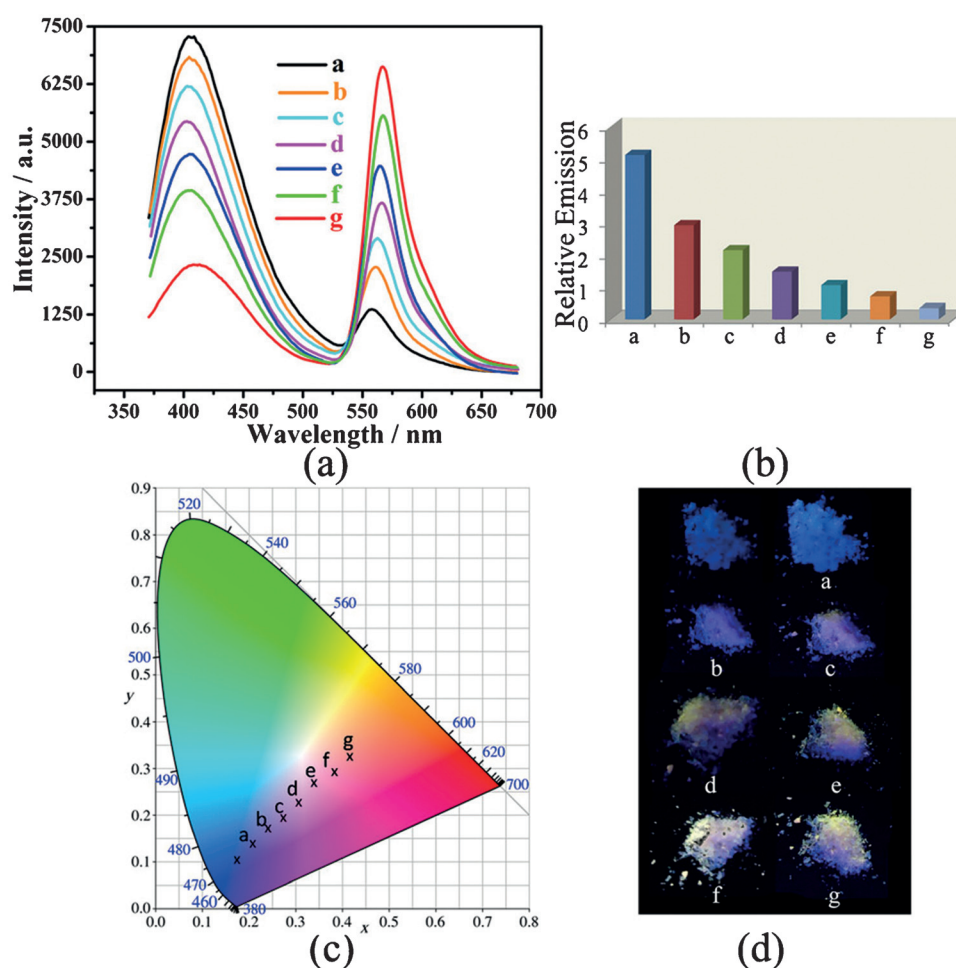 7500
6250
5000
3750
2500
1250
0
Intensity / a.u.
350 400 450 500 550 600 650 700
Wavelength / nm
a
b
c
d
e
f
g
(a)
6
5
4
3
2
1
0
Relative Emission
a b c d e f g
(b)
0.9
0.8
0.7
0.6
0.5
0.4
0.3
0.2
0.1
0.0
y
0.0 0.1 0.2 0.3 0.4 0.5 0.6 0.7 0.8
x
520
540
560
580
600
620
700
500
490
480
470
460
380
a
b
c
d
e
f
g
(c)
a
b c
d e
f g
(d)